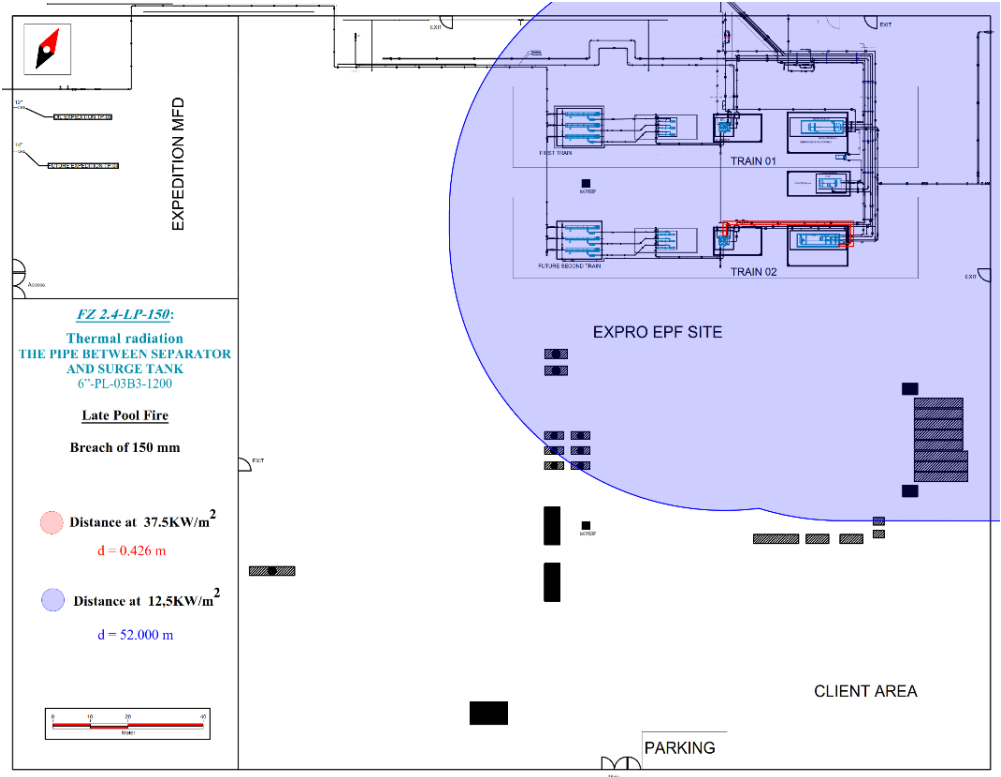 EXIT
EXIT
12"
14"
EXPEDITION MFD
FIRST TRAIN
TRAIN 01
FUTURE SECOND TRAIN
TRAIN 02
EXIT
Access
EXPRO EPF SITE
FZ 2.4-LP-150:
Thermal radiation
THE PIPE BETWEEN SEPARATOR
AND SURGE TANK
6’’-PL-03B3-1200
Late Pool Fire
Breach of 150 mm
EXIT
Distance at 37.5KW/m2
d = 0.426 m
Distance at 12,5KW/m2
d = 52.000 m
CLIENT AREA
PARKING